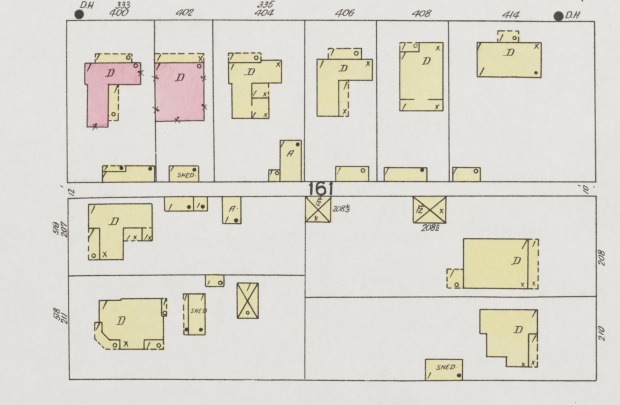 D.H 333 335 D.H
400 402 404 406 408 414
D D D D D D
A
SHED
161
12' 10'
A 208½ 208½
D
519 207
D 208
518 211
D SHED D 210
SHED